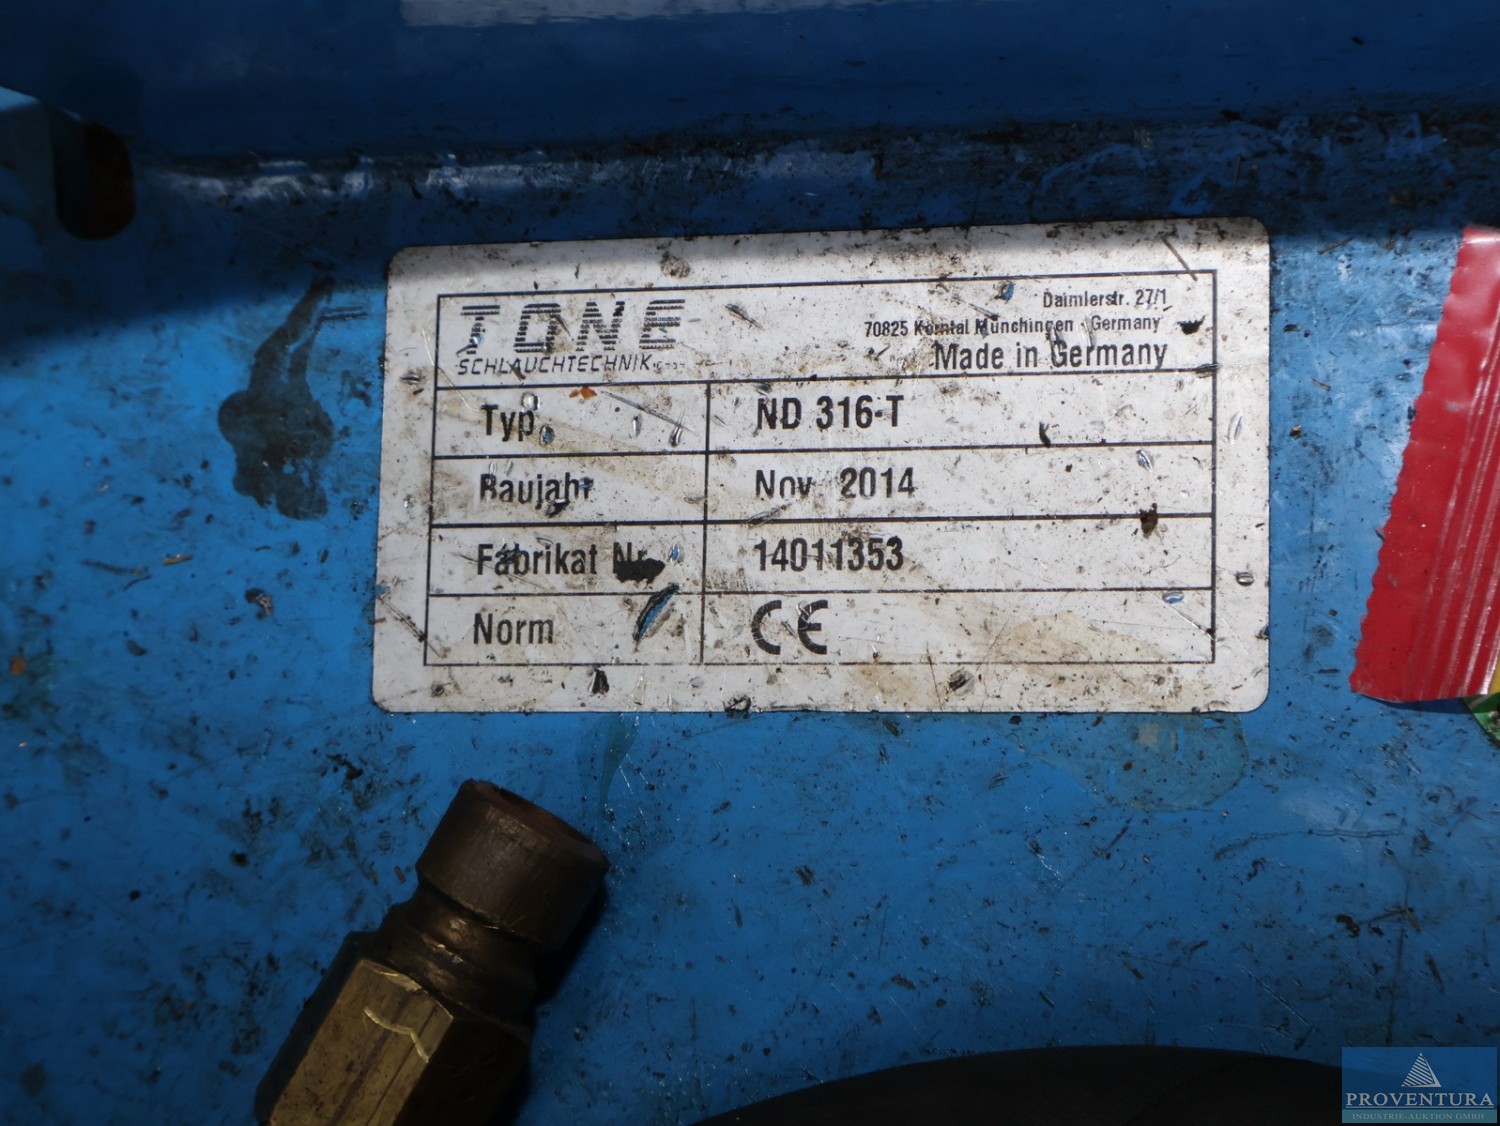 TONE
SCHLAUCHTECHNIK
Daimlerstr. 27/1
70825 Korntal Münchingen · Germany
Made in Germany
Typ ND 316-T
Baujahr Nov 2014
Fabrikat Nr. 14011353
Norm CE
PROVENTURA
INDUSTRIE-AUKTION GMBH